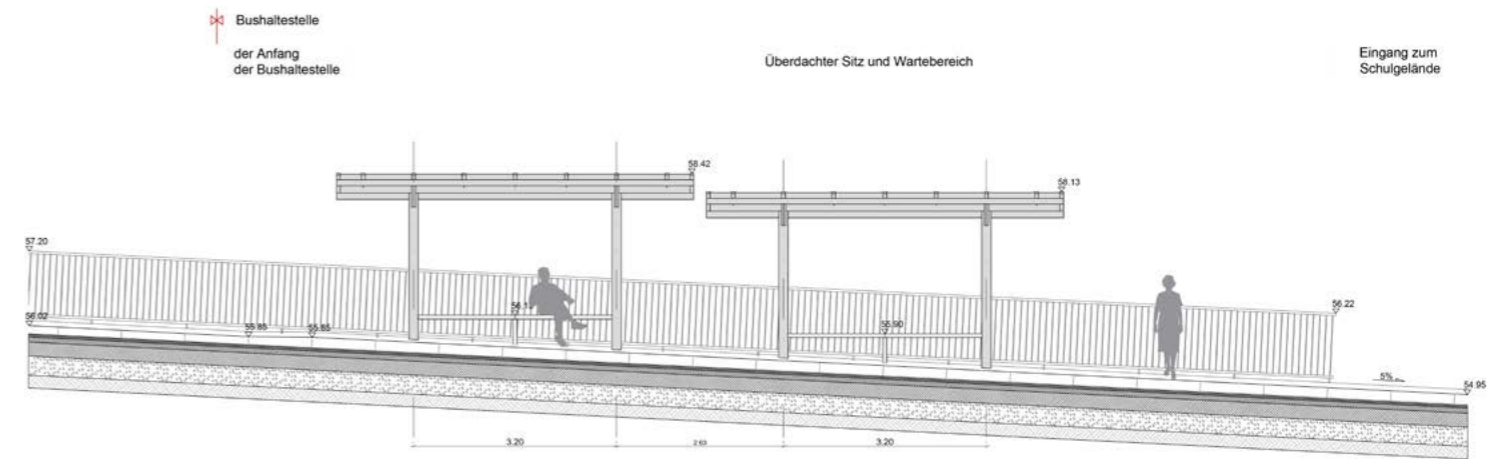 Bushaltestelle
der Anfang
der Bushaltestelle
Überdachter Sitz und Wartebereich
Eingang zum
Schulgelände
58.42
58.13
57.20
56.22
56.02
55.85
55.85
55.90
5%
54.95
3.20
3.20